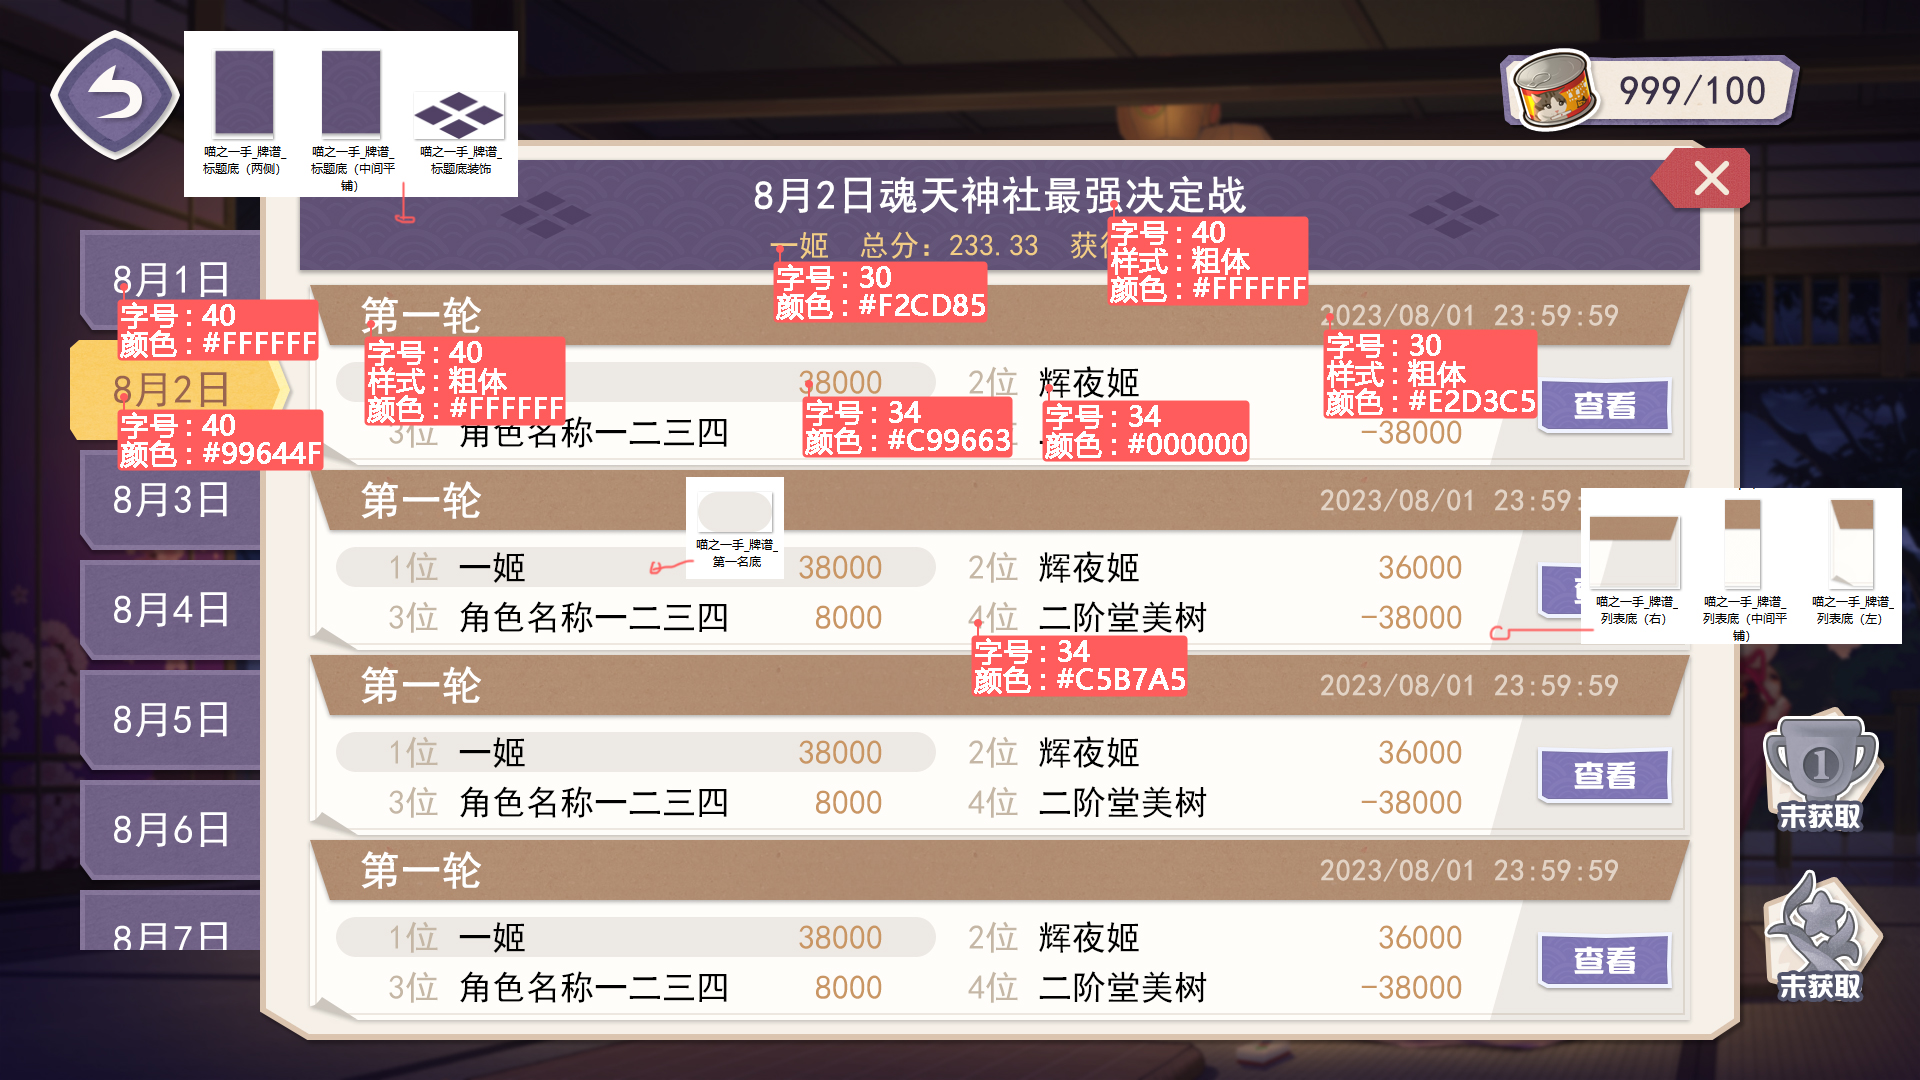 999/100
喵之一手_牌谱_
标题底（两侧）
喵之一手_牌谱_
标题底（中间平
铺）
喵之一手_牌谱_
标题底装饰
8月2日魂天神社最强决定战
一姬 总分：233.33 获
字号：40
样式：粗体
颜色：#FFFFFF
字号：30
颜色：#F2CD85
8月1日
字号：40
颜色：#FFFFFF
8月2日
字号：40
颜色：#99644F
8月3日
8月4日
8月5日
8月6日
8月7日
第一轮
2023/08/01 23:59:59
字号：40
样式：粗体
颜色：#FFFFFF
字号：30
样式：粗体
颜色：#E2D3C5
38000
2位 辉夜姬
字号：34
颜色：#C99663
字号：34
颜色：#000000
3位 角色名称一二三四
-38000
查看
第一轮
2023/08/01 23:59:
喵之一手_牌谱_
第一名底
喵之一手_牌谱_
列表底（右）
喵之一手_牌谱_
列表底（中间平
铺）
喵之一手_牌谱_
列表底（左）
1位 一姬 38000 2位 辉夜姬 36000
3位 角色名称一二三四 8000 4位 二阶堂美树 -38000
字号：34
颜色：#C5B7A5
第一轮
2023/08/01 23:59:59
1位 一姬 38000 2位 辉夜姬 36000
3位 角色名称一二三四 8000 4位 二阶堂美树 -38000
查看
第一轮
2023/08/01 23:59:59
1位 一姬 38000 2位 辉夜姬 36000
3位 角色名称一二三四 8000 4位 二阶堂美树 -38000
查看
1
未获取
未获取